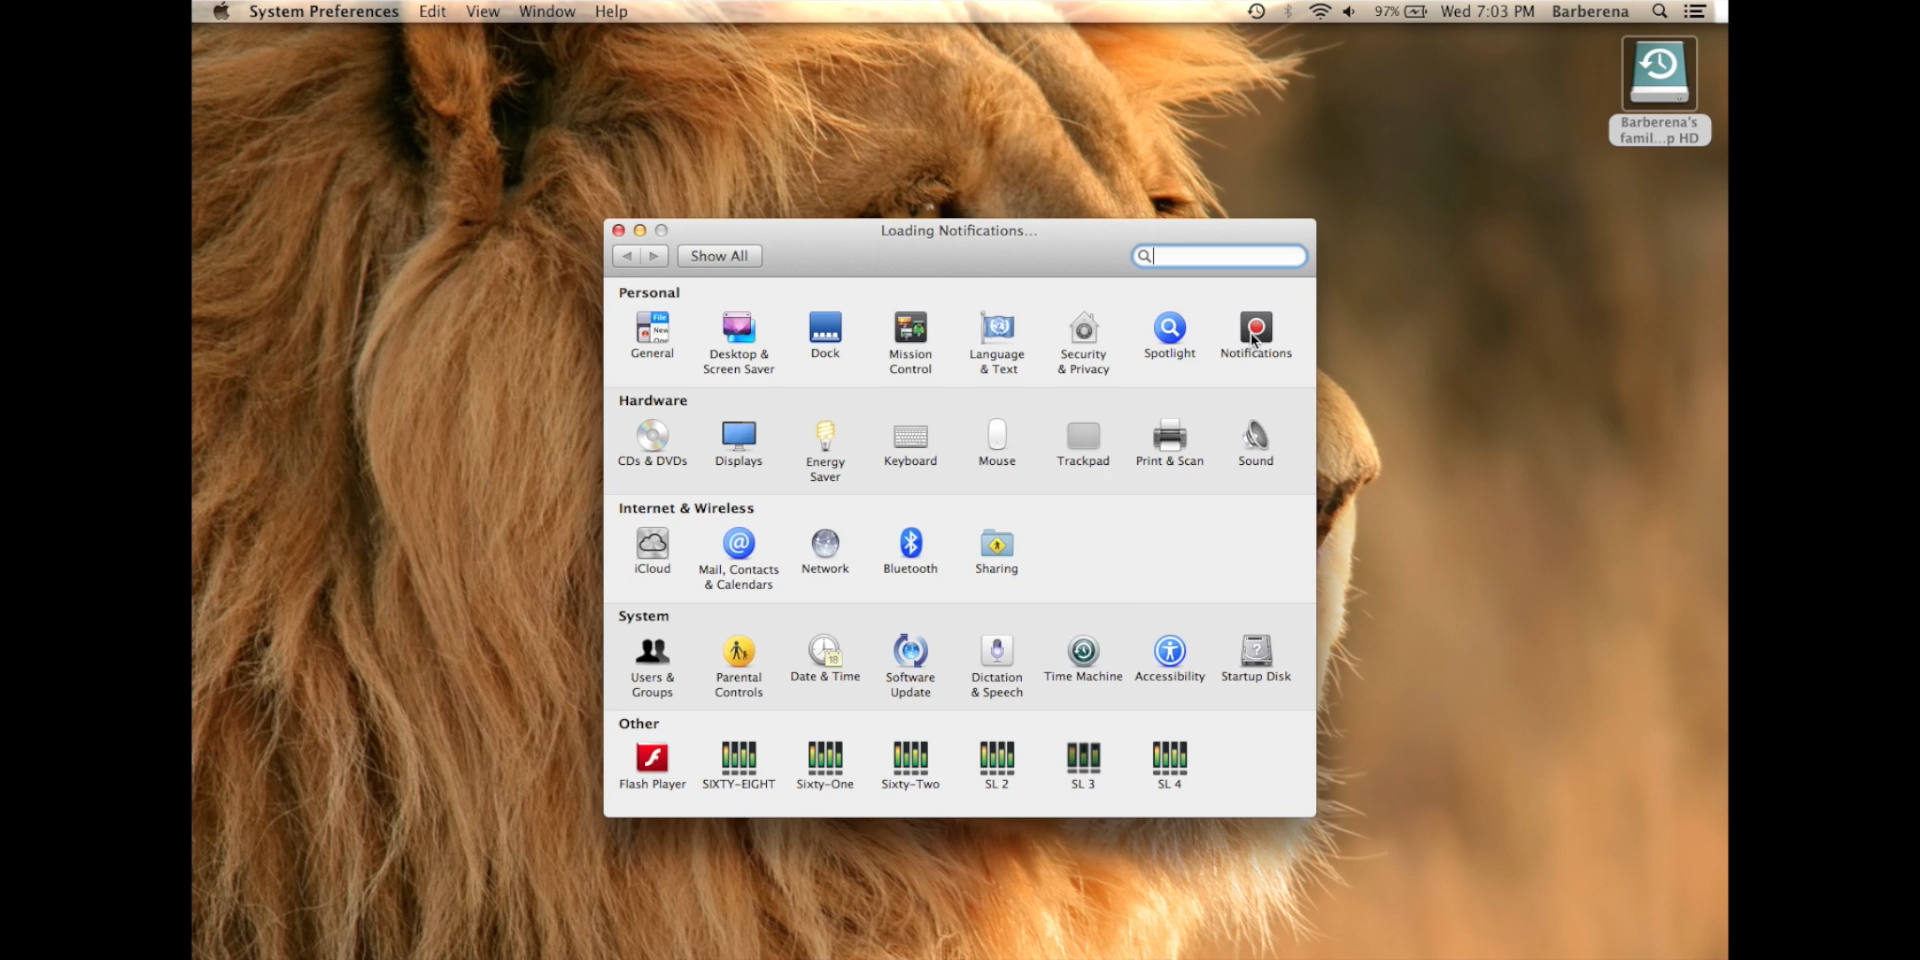 System Preferences Edit View Window Help
97% Wed 7:03 PM Barberena
Barberena's
famil...p HD
Loading Notifications...
Show All
Personal
File
New
General
Desktop &
Screen Saver
Dock
Mission
Control
Language
& Text
Security
& Privacy
Spotlight
Notifications
Hardware
CDs & DVDs
Displays
Energy
Saver
Keyboard
Mouse
Trackpad
Print & Scan
Sound
Internet & Wireless
iCloud
@
Mail, Contacts
& Calendars
Network
Bluetooth
Sharing
System
Users &
Groups
Parental
Controls
18
Date & Time
Software
Update
Dictation
& Speech
Time Machine
Accessibility
?
Startup Disk
Other
Flash Player
SIXTY-EIGHT
Sixty-One
Sixty-Two
SL 2
SL 3
SL 4